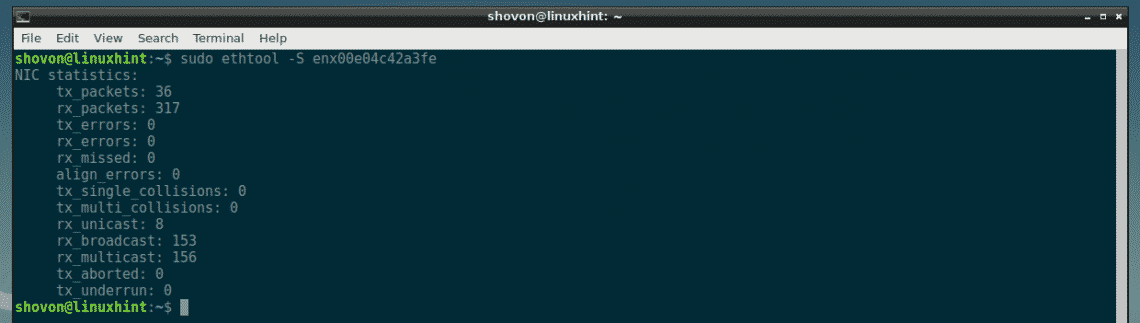 shovon@linuxhint: ~
File Edit View Search Terminal Help
shovon@linuxhint:~$ sudo ethtool -S enx00e04c42a3fe
NIC statistics:
     tx_packets: 36
     rx_packets: 317
     tx_errors: 0
     rx_errors: 0
     rx_missed: 0
     align_errors: 0
     tx_single_collisions: 0
     tx_multi_collisions: 0
     rx_unicast: 8
     rx_broadcast: 153
     rx_multicast: 156
     tx_aborted: 0
     tx_underrun: 0
shovon@linuxhint:~$